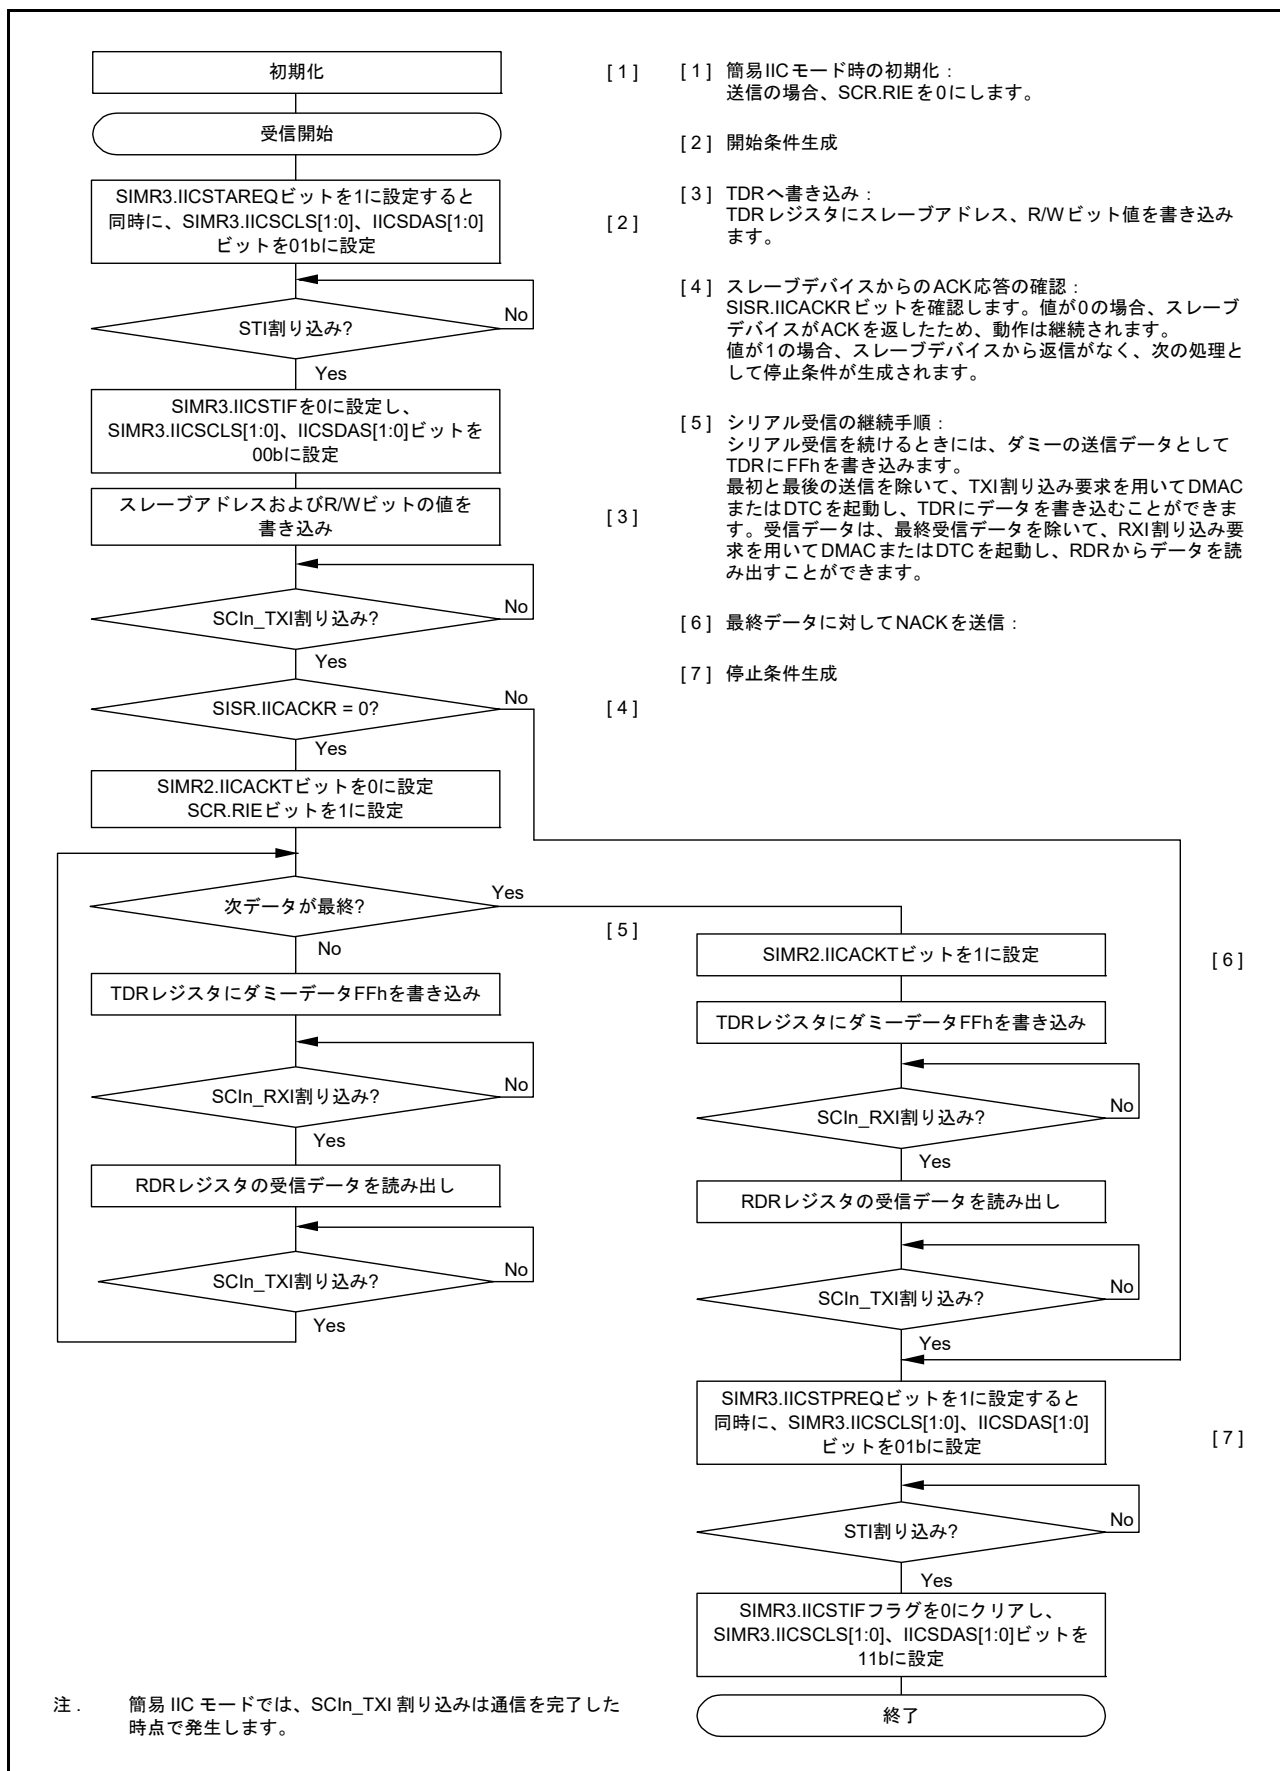 初期化
[ 1 ]
受信開始
SIMR3.IICSTAREQビットを1に設定すると
同時に、SIMR3.IICSCLS[1:0]、IICSDAS[1:0]
ビットを01bに設定
[ 2 ]
STI割り込み?
No
Yes
SIMR3.IICSTIFを0に設定し、
SIMR3.IICSCLS[1:0]、IICSDAS[1:0]ビットを
00bに設定
スレーブアドレスおよびR/Wビットの値を
書き込み
[ 3 ]
SCIn_TXI割り込み?
No
Yes
SISR.IICACKR = 0?
No
[ 4 ]
Yes
SIMR2.IICACKTビットを0に設定
SCR.RIEビットを1に設定
次データが最終?
Yes
[ 5 ]
No
TDRレジスタにダミーデータFFhを書き込み
SCIn_RXI割り込み?
No
Yes
RDRレジスタの受信データを読み出し
SCIn_TXI割り込み?
No
Yes
[ 1 ] 簡易IICモード時の初期化：
送信の場合、SCR.RIEを0にします。
[ 2 ] 開始条件生成
[ 3 ] TDRへ書き込み：
TDRレジスタにスレーブアドレス、R/Wビット値を書き込み
ます。
[ 4 ] スレーブデバイスからのACK応答の確認：
SISR.IICACKRビットを確認します。値が0の場合、スレーブ
デバイスがACKを返したため、動作は継続されます。
値が1の場合、スレーブデバイスから返信がなく、次の処理と
して停止条件が生成されます。
[ 5 ] シリアル受信の継続手順：
シリアル受信を続けるときには、ダミーの送信データとして
TDRにFFhを書き込みます。
最初と最後の送信を除いて、TXI割り込み要求を用いてDMAC
またはDTCを起動し、TDRにデータを書き込むことができま
す。受信データは、最終受信データを除いて、RXI割り込み要
求を用いてDMACまたはDTCを起動し、RDRからデータを読
み出すことができます。
[ 6 ] 最終データに対してNACKを送信：
[ 7 ] 停止条件生成
SIMR2.IICACKTビットを1に設定
[ 6 ]
TDRレジスタにダミーデータFFhを書き込み
SCIn_RXI割り込み?
No
Yes
RDRレジスタの受信データを読み出し
SCIn_TXI割り込み?
No
Yes
SIMR3.IICSTPREQビットを1に設定すると
同時に、SIMR3.IICSCLS[1:0]、IICSDAS[1:0]
ビットを01bに設定
[ 7 ]
STI割り込み?
No
Yes
SIMR3.IICSTIFフラグを0にクリアし、
SIMR3.IICSCLS[1:0]、IICSDAS[1:0]ビットを
11bに設定
終了
注 . 簡易 IIC モードでは、SCIn_TXI 割り込みは通信を完了した
時点で発生します。